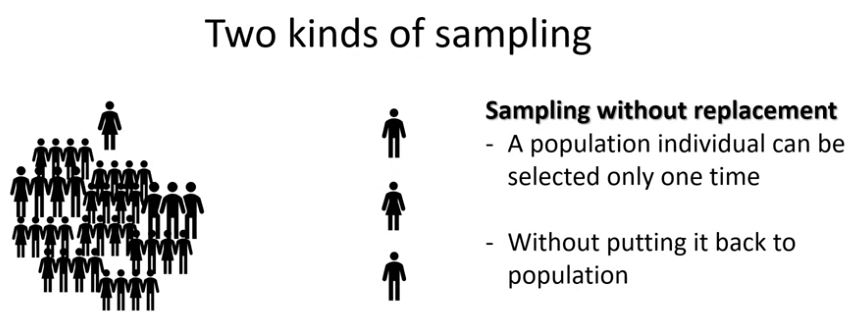 Two kinds of sampling
Sampling without replacement
- A population individual can be
selected only one time
- Without putting it back to
population